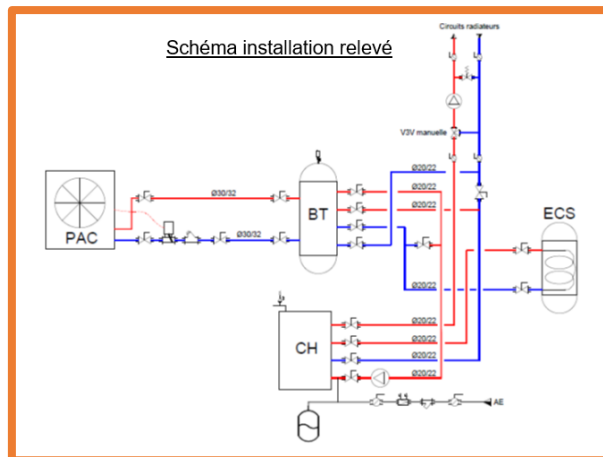 Circuits radiateurs
Schéma installation relevé
V3V manuelle
Ø20/22
Ø30/32
Ø20/22
BT
Ø20/22
ECS
PAC
Ø30/32
Ø20/22
Ø20/22
CH
Ø20/22
Ø20/22
Ø20/22
AE